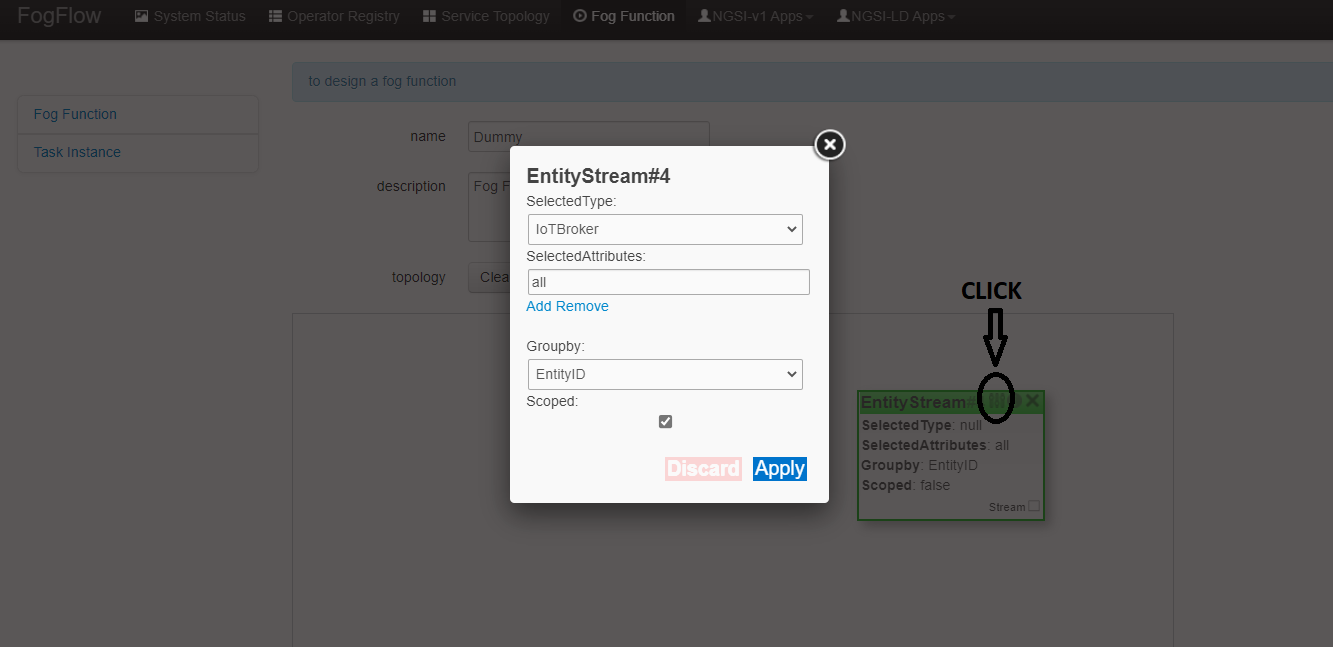 FogFlow System Status Operator Registry Service Topology Fog Function NGSI-v1 Apps NGSI-LD Apps
to design a fog function
Fog Function
Task Instance
name Dummy
description Fog F
topology Clea
EntityStream#4
SelectedType:
IoTBroker
SelectedAttributes:
all
Add Remove
Groupby:
EntityID
Scoped:
Discard Apply
CLICK
EntityStream#
SelectedType: null
SelectedAttributes: all
Groupby: EntityID
Scoped: false
Stream